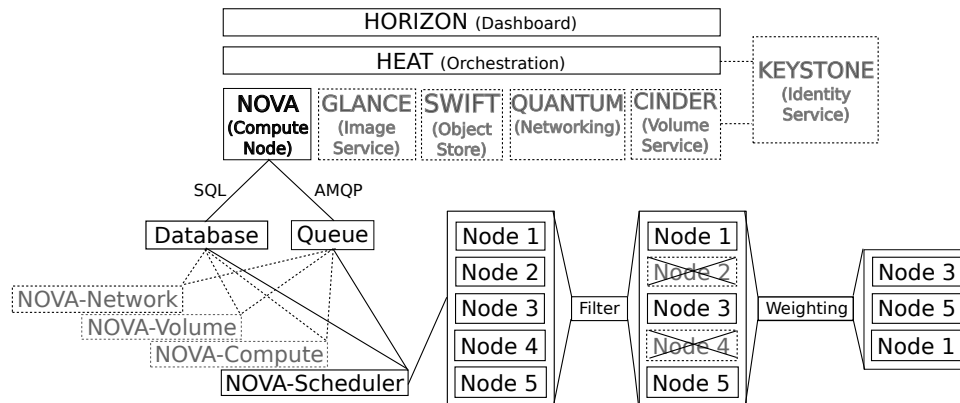 HORIZON (Dashboard)
HEAT (Orchestration)
KEYSTONE
(Identity
Service)
NOVA
(Compute
Node)
GLANCE
(Image
Service)
SWIFT
(Object
Store)
QUANTUM
(Networking)
CINDER
(Volume
Service)
SQL
AMQP
Database
Queue
NOVA-Network
NOVA-Volume
NOVA-Compute
NOVA-Scheduler
Node 1
Node 2
Node 3
Node 4
Node 5
Filter
Node 1
Node 2
Node 3
Node 4
Node 5
Weighting
Node 3
Node 5
Node 1